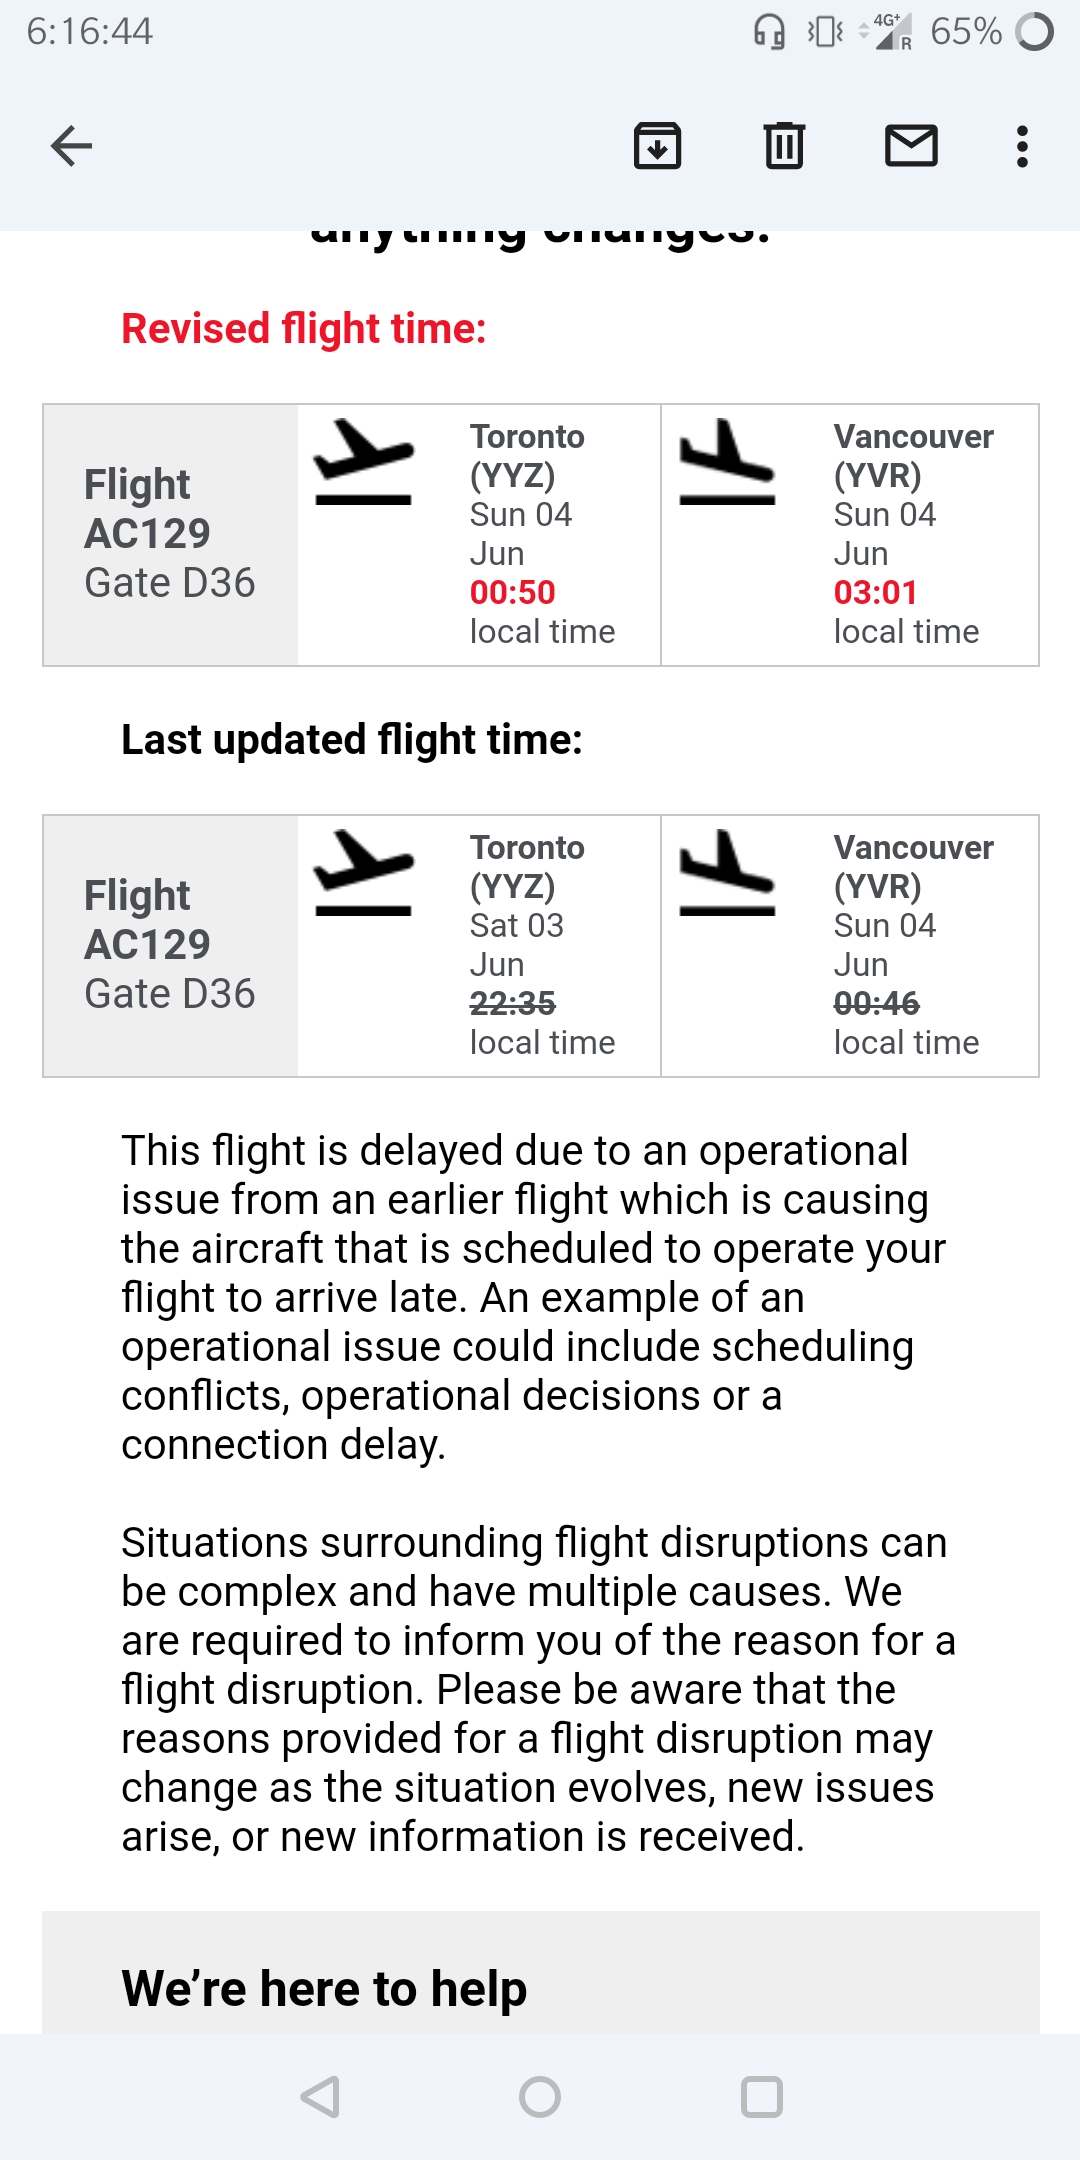 6:16:44
4G+
R
65%
anything changes.
Revised flight time:
Flight
AC129
Gate D36
Toronto
(YYZ)
Sun 04
Jun
00:50
local time
Vancouver
(YVR)
Sun 04
Jun
03:01
local time
Last updated flight time:
Flight
AC129
Gate D36
Toronto
(YYZ)
Sat 03
Jun
22:35
local time
Vancouver
(YVR)
Sun 04
Jun
00:46
local time
This flight is delayed due to an operational
issue from an earlier flight which is causing
the aircraft that is scheduled to operate your
flight to arrive late. An example of an
operational issue could include scheduling
conflicts, operational decisions or a
connection delay.
Situations surrounding flight disruptions can
be complex and have multiple causes. We
are required to inform you of the reason for a
flight disruption. Please be aware that the
reasons provided for a flight disruption may
change as the situation evolves, new issues
arise, or new information is received.
We’re here to help